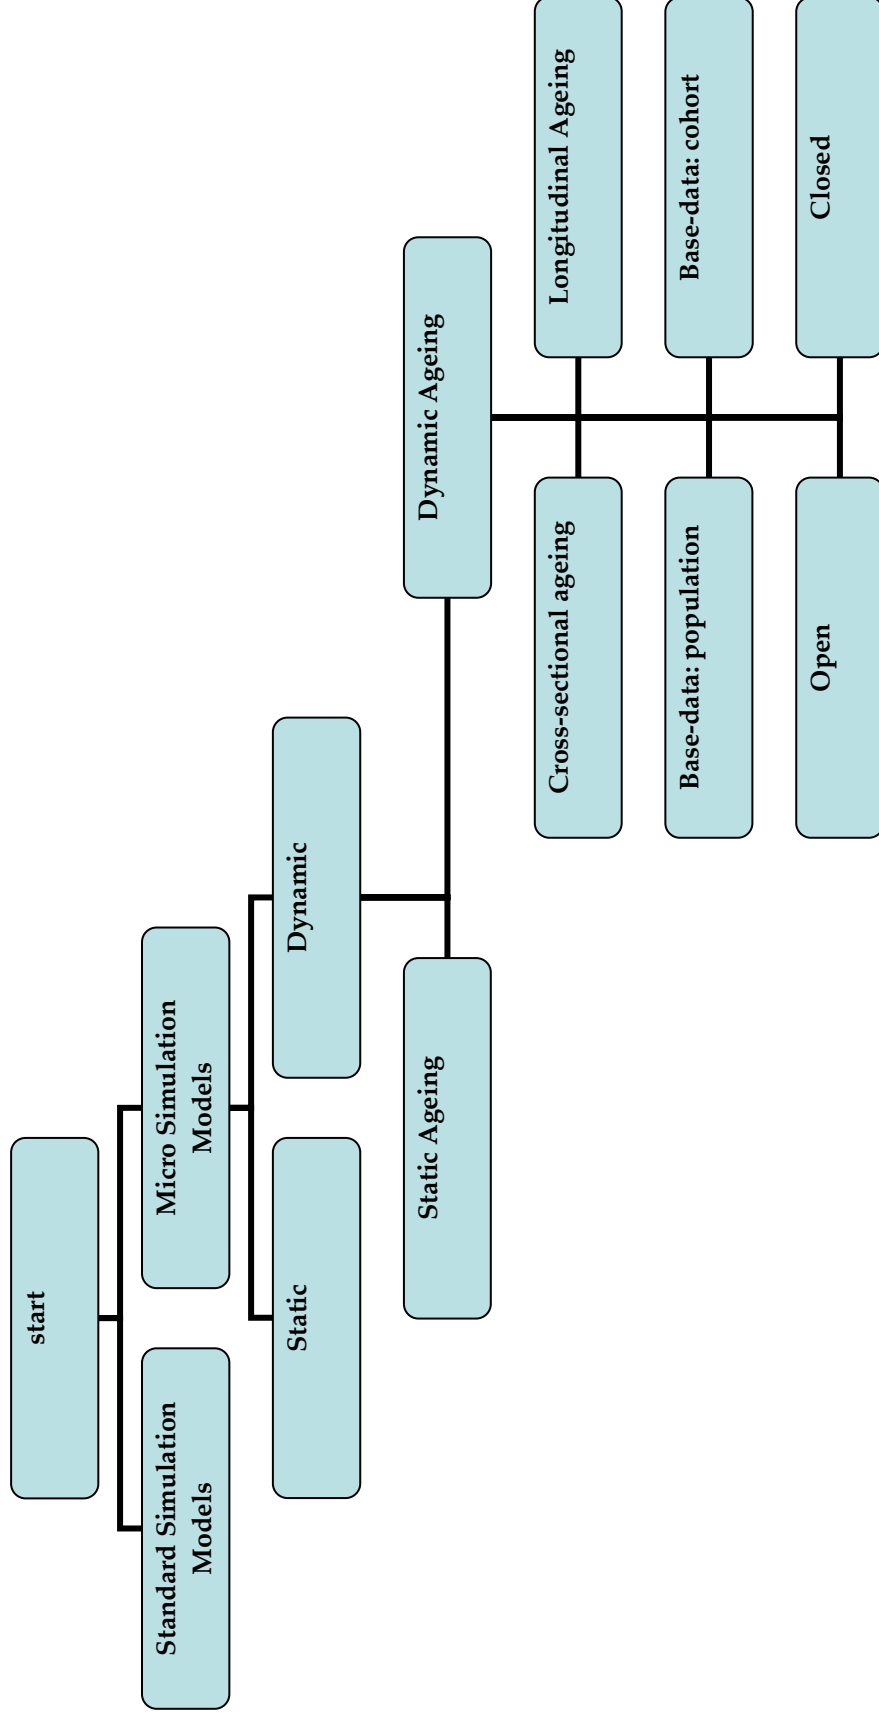 start
Standard Simulation
Models
Micro Simulation
Models
Static
Dynamic
Static Ageing
Dynamic Ageing
Cross-sectional ageing
Longitudinal Ageing
Base-data: population
Base-data: cohort
Open
Closed